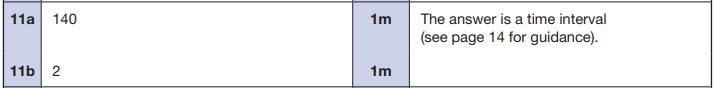 11a 140 1m The answer is a time interval
(see page 14 for guidance).
11b 2 1m